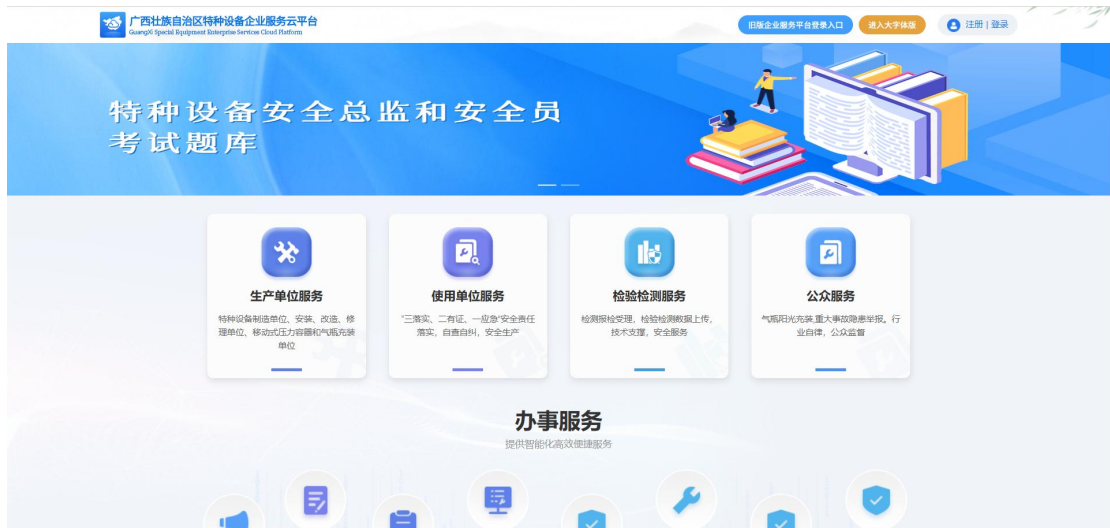 广西壮族自治区特种设备企业服务云平台
GuangXi Special Equipment Enterprise Service Cloud Platform
旧版企业服务平台登录入口
进入大字体版
注册 | 登录
特种设备安全总监和安全员
考试题库
生产单位服务
特种设备制造单位、安装、改造、修
理单位、移动式压力容器和气瓶充装
单位
使用单位服务
“三落实、二有证、一应急”安全责任
落实，自查自纠，安全生产
检验检测服务
检测报检受理，检验检测数据上传，
技术支撑，安全服务
公众服务
气瓶阳光充装 重大事故隐患举报。行
业自律，公众监督
办事服务
提供智能化高效便捷服务